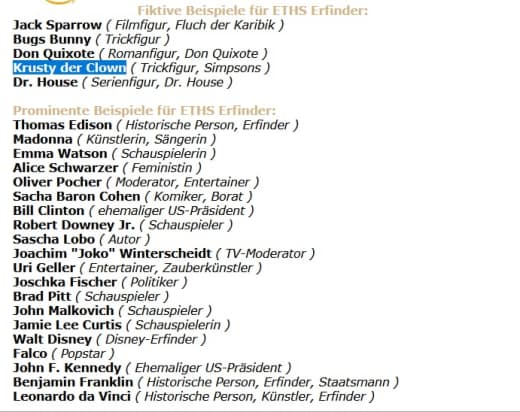 Fiktive Beispiele für ETHS Erfinder:
Jack Sparrow ( Filmfigur, Fluch der Karibik )
Bugs Bunny ( Trickfigur )
Don Quixote ( Romanfigur, Don Quixote )
Krusty der Clown ( Trickfigur, Simpsons )
Dr. House ( Serienfigur, Dr. House )
Prominente Beispiele für ETHS Erfinder:
Thomas Edison ( Historische Person, Erfinder )
Madonna ( Künstlerin, Sängerin )
Emma Watson ( Schauspielerin )
Alice Schwarzer ( Feministin )
Oliver Pocher ( Moderator, Entertainer )
Sacha Baron Cohen ( Komiker, Borat )
Bill Clinton ( ehemaliger US-Präsident )
Robert Downey Jr. ( Schauspieler )
Sascha Lobo ( Autor )
Joachim "Joko" Winterscheidt ( TV-Moderator )
Uri Geller ( Entertainer, Zauberkünstler )
Joschka Fischer ( Politiker )
Brad Pitt ( Schauspieler )
John Malkovich ( Schauspieler )
Jamie Lee Curtis ( Schauspielerin )
Walt Disney ( Disney-Erfinder )
Falco ( Popstar )
John F. Kennedy ( Ehemaliger US-Präsident )
Benjamin Franklin ( Historische Person, Erfinder, Staatsmann )
Leonardo da Vinci ( Historische Person, Künstler, Erfinder )